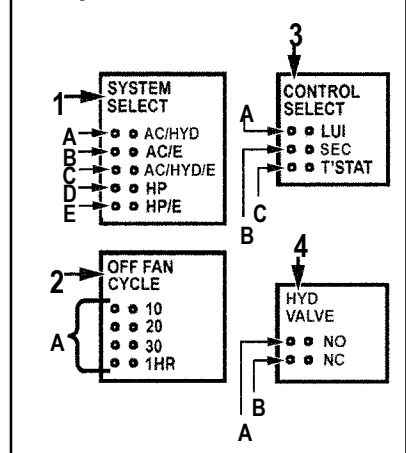 1
SYSTEM
SELECT
A AC/HYD
B AC/E
C AC/HYD/E
D HP
E HP/E
3
CONTROL
SELECT
A LUI
B SEC
C T'STAT
2
OFF FAN
CYCLE
A
10
20
30
1HR
4
HYD
VALVE
A NO
B NC